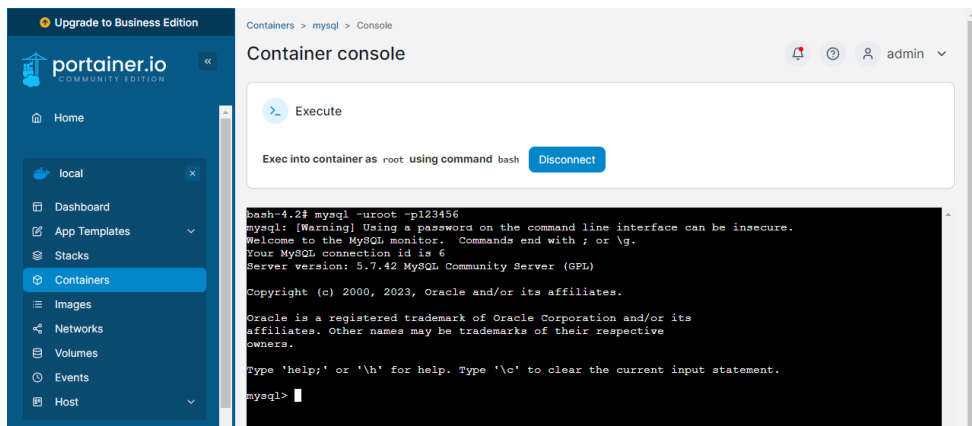 Upgrade to Business Edition
portainer.io
COMMUNITY EDITION
Home
local
Dashboard
App Templates
Stacks
Containers
Images
Networks
Volumes
Events
Host
Containers > mysql > Console
Container console
admin
>_ Execute
Exec into container as root using command bash Disconnect
bash-4.2# mysql -uroot -p123456
mysql: [Warning] Using a password on the command line interface can be insecure.
Welcome to the MySQL monitor.  Commands end with ; or \g.
Your MySQL connection id is 6
Server version: 5.7.42 MySQL Community Server (GPL)
Copyright (c) 2000, 2023, Oracle and/or its affiliates.
Oracle is a registered trademark of Oracle Corporation and/or its
affiliates. Other names may be trademarks of their respective
owners.
Type 'help;' or '\h' for help. Type '\c' to clear the current input statement.
mysql>